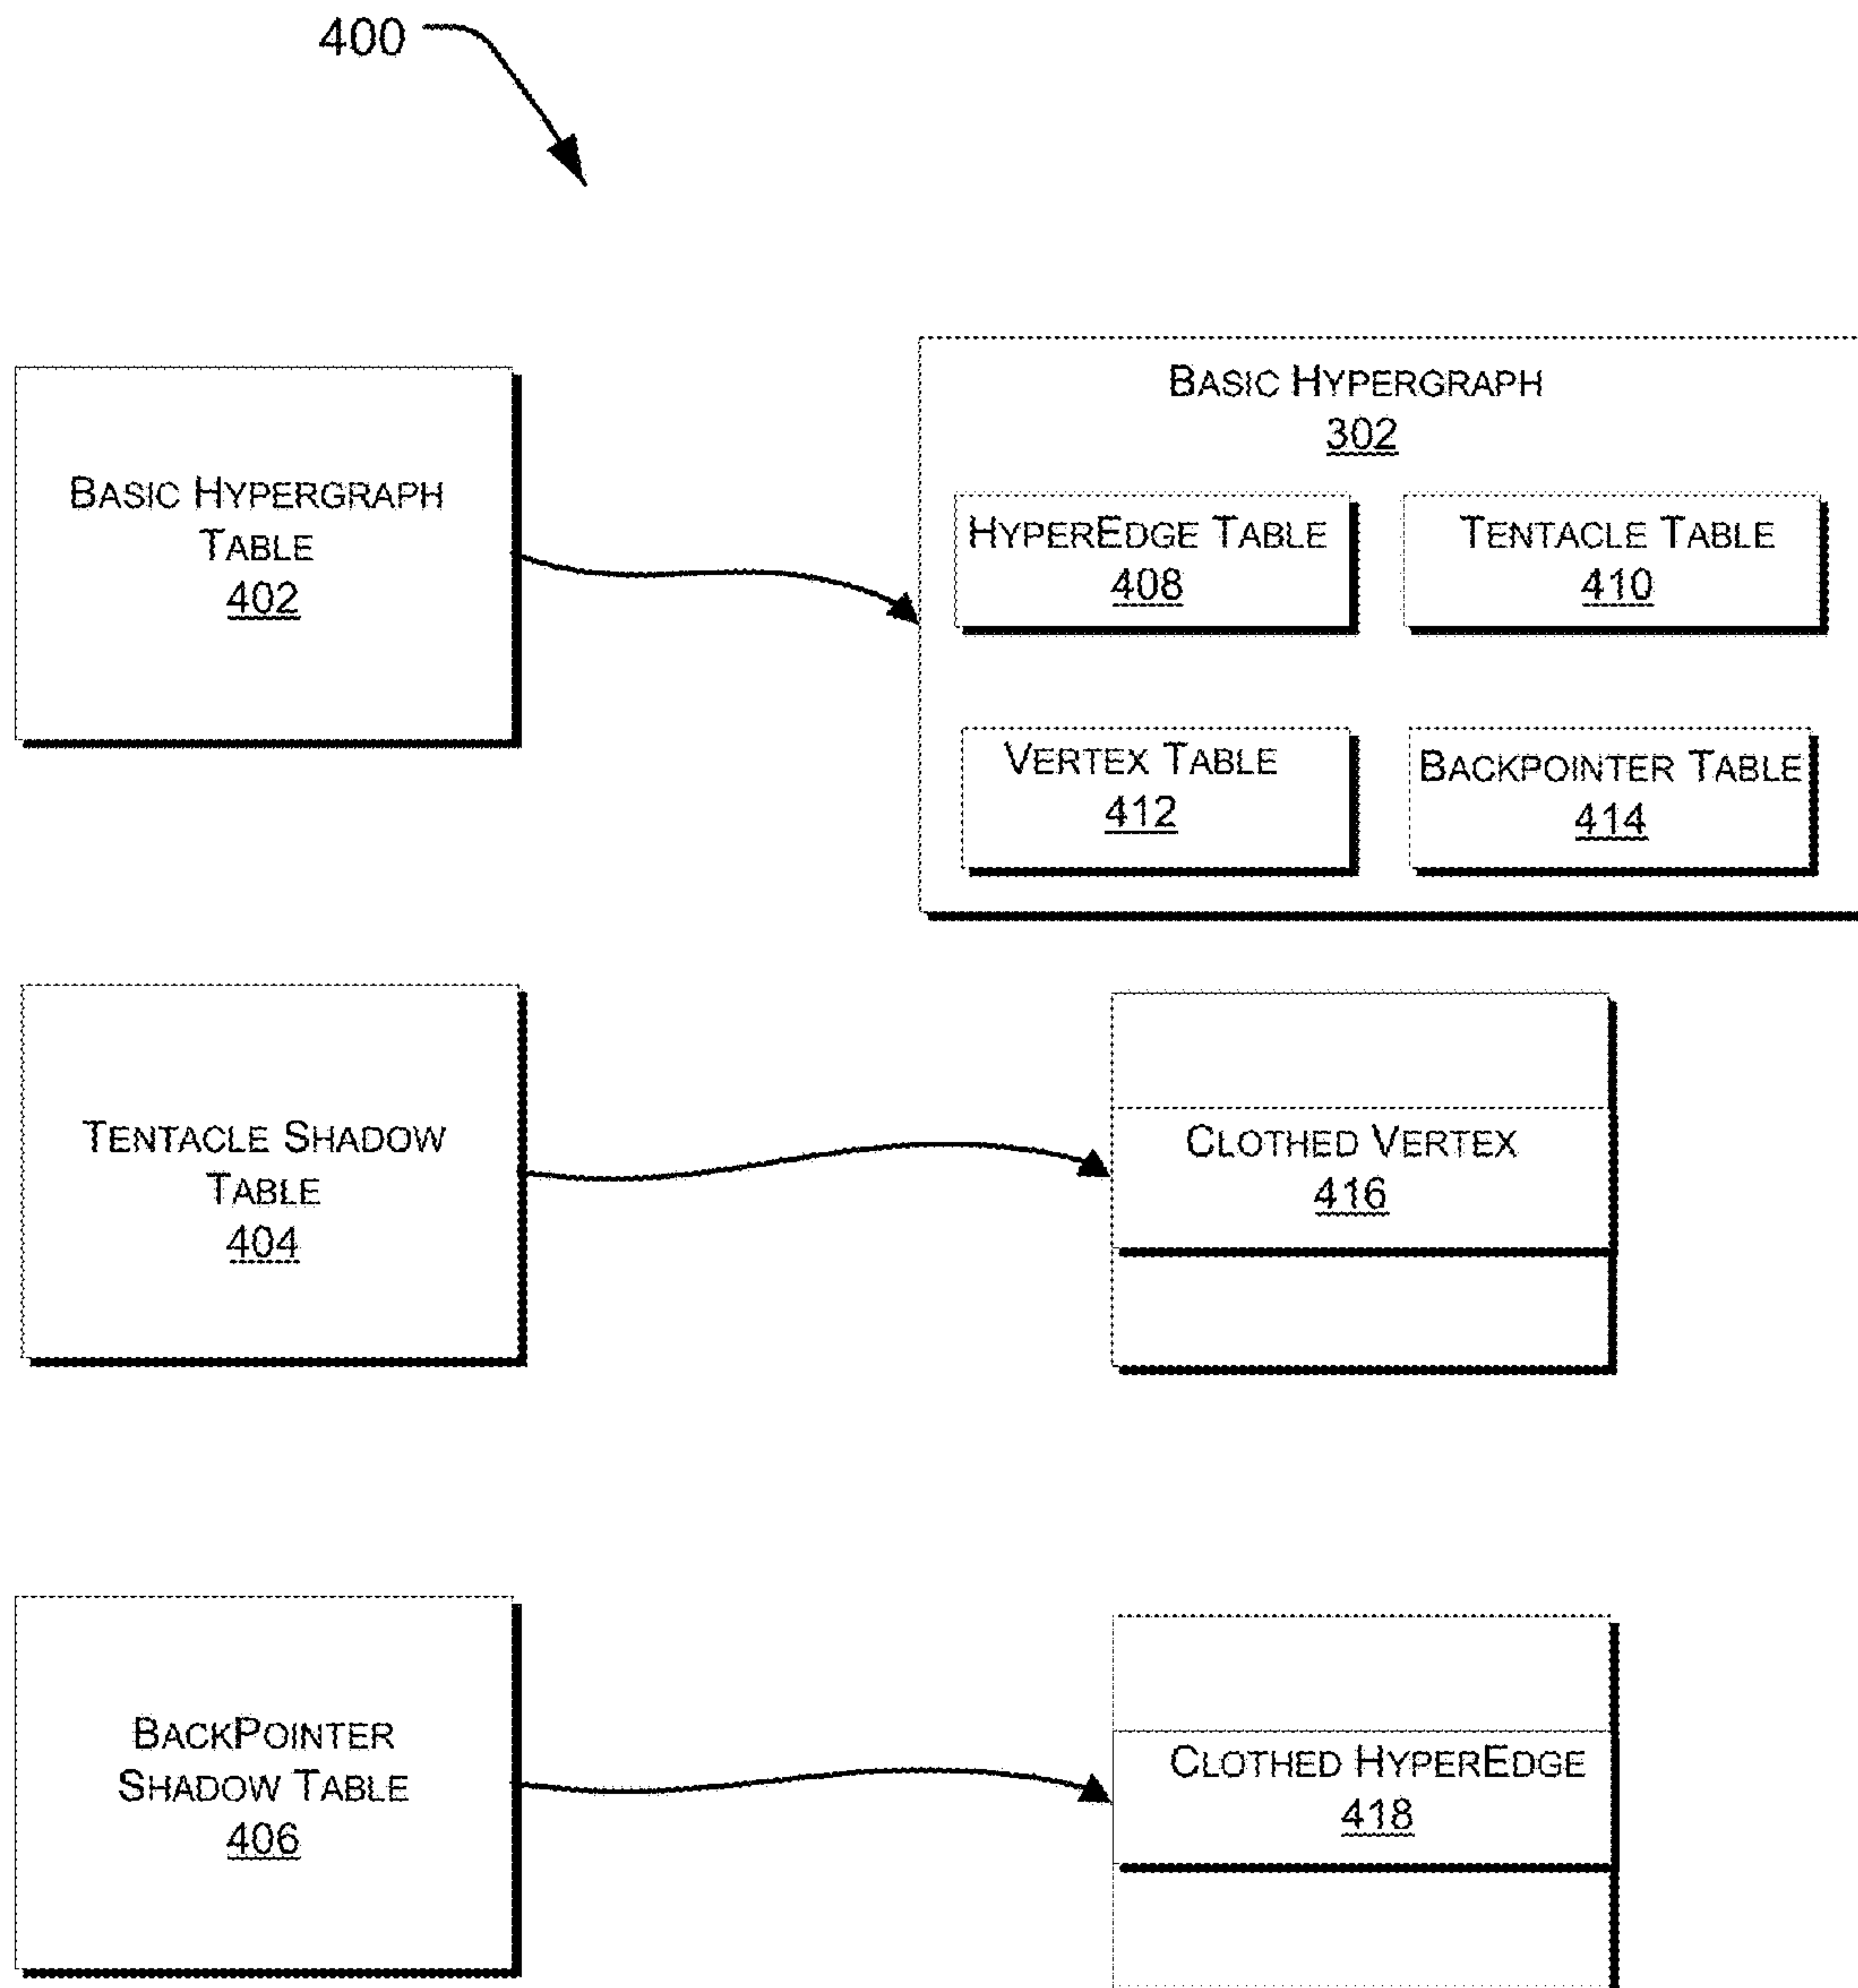 400
BASIC HYPERGRAPH
TABLE
402
BASIC HYPERGRAPH
302
HYPEREDGE TABLE
408
TENTACLE TABLE
410
VERTEX TABLE
412
BACKPOINTER TABLE
414
TENTACLE SHADOW
TABLE
404
CLOTHED VERTEX
416
BACKPOINTER
SHADOW TABLE
406
CLOTHED HYPEREDGE
418